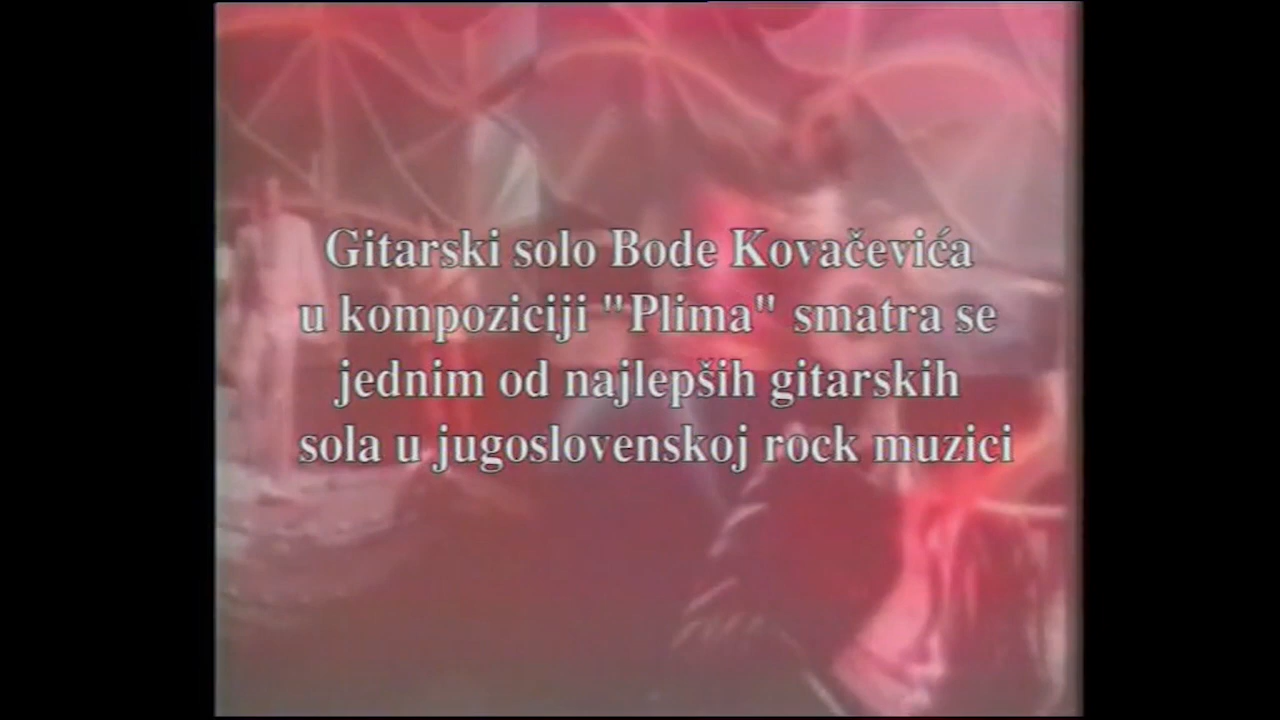 Gitarski solo Bode Kovačevića
u kompoziciji "Plima" smatra se
jednim od najlepših gitarskih
sola u jugoslovenskoj rock muzici